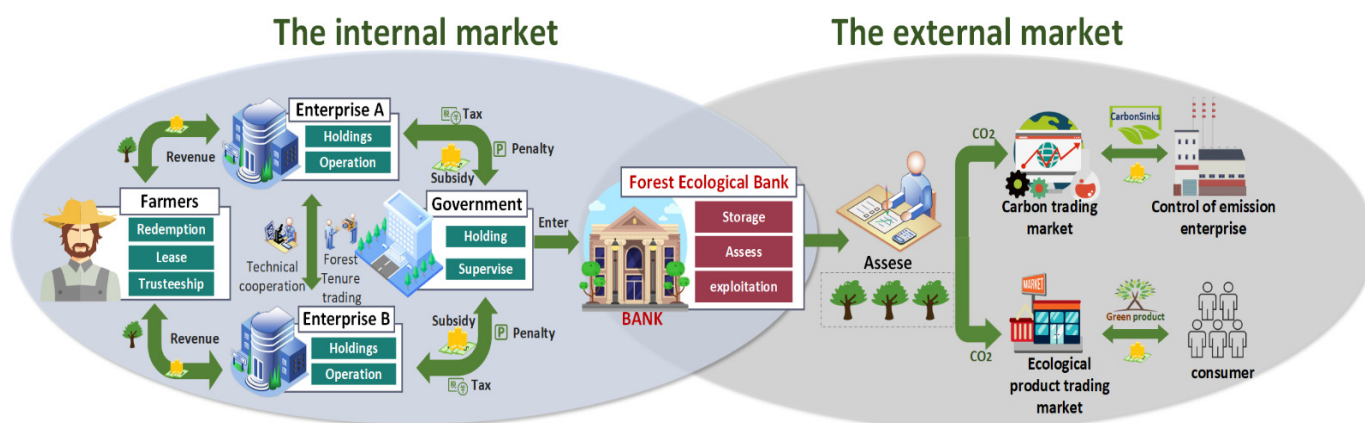 The internal market
The external market
Enterprise A
Holdings
Operation
Tax
P
Penalty
Subsidy
Revenue
Farmers
Redemption
Lease
Trusteeship
Technical
cooperation
Forest
Tenure
trading
Government
Holding
Supervise
Enter
Subsidy
P
Penalty
Tax
Revenue
Enterprise B
Holdings
Operation
Forest Ecological Bank
Storage
Assess
exploitation
BANK
Assese
CO2
Carbon trading
market
CarbonSinks
Control of emission
enterprise
CO2
MARKET
Ecological
product trading
market
Green product
consumer